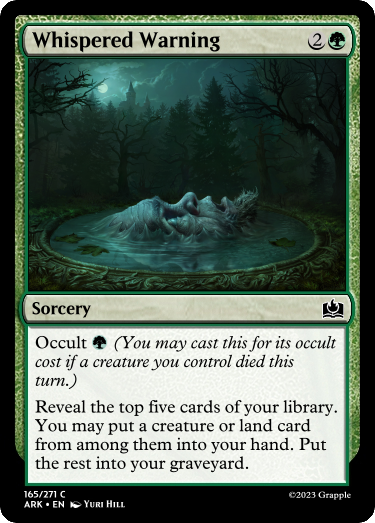 Whispered Warning 2
Sorcery
Occult (You may cast this for its occult
cost if a creature you control died this
turn.)
Reveal the top five cards of your library.
You may put a creature or land card
from among them into your hand. Put
the rest into your graveyard.
165/271 C
ARK • EN Yuri Hill
©2023 Grapple